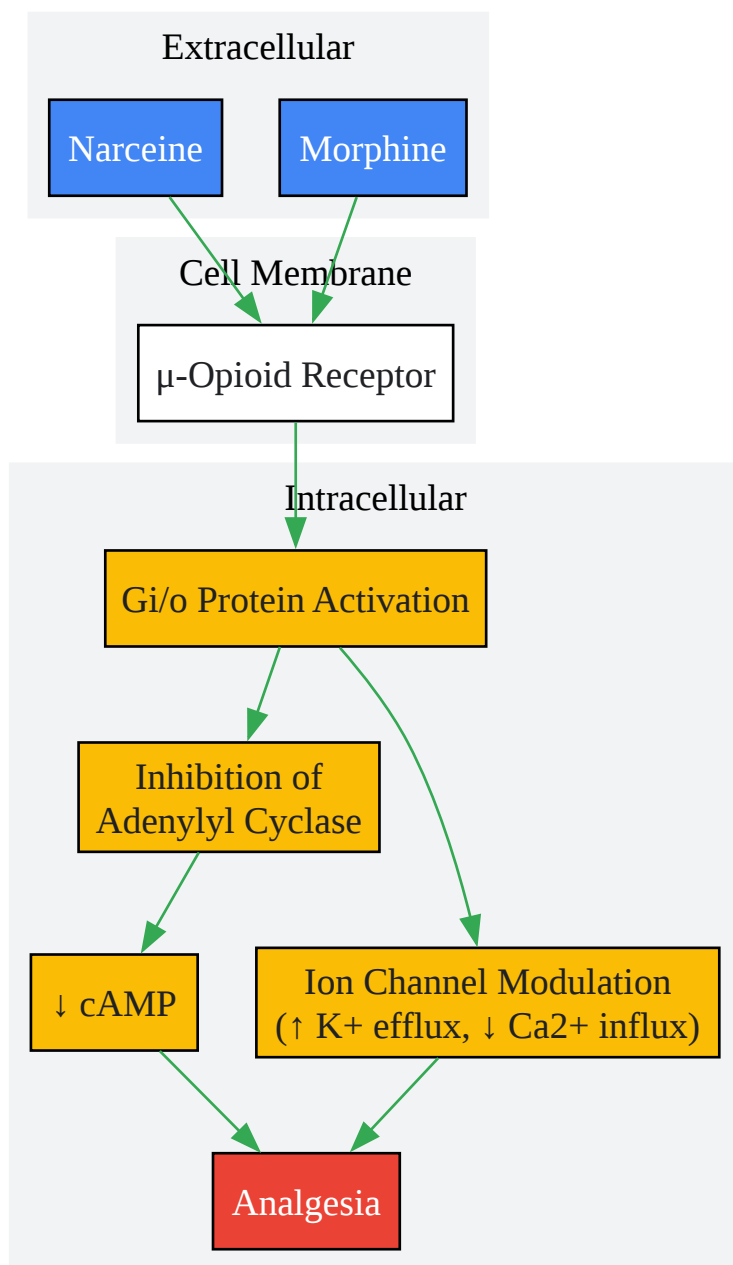 Extracellular
Narceine
Morphine
Cell Membrane
μ-Opioid Receptor
Intracellular
Gi/o Protein Activation
Inhibition of
Adenylyl Cyclase
↓ cAMP
Ion Channel Modulation
(↑ K+ efflux, ↓ Ca2+ influx)
Analgesia